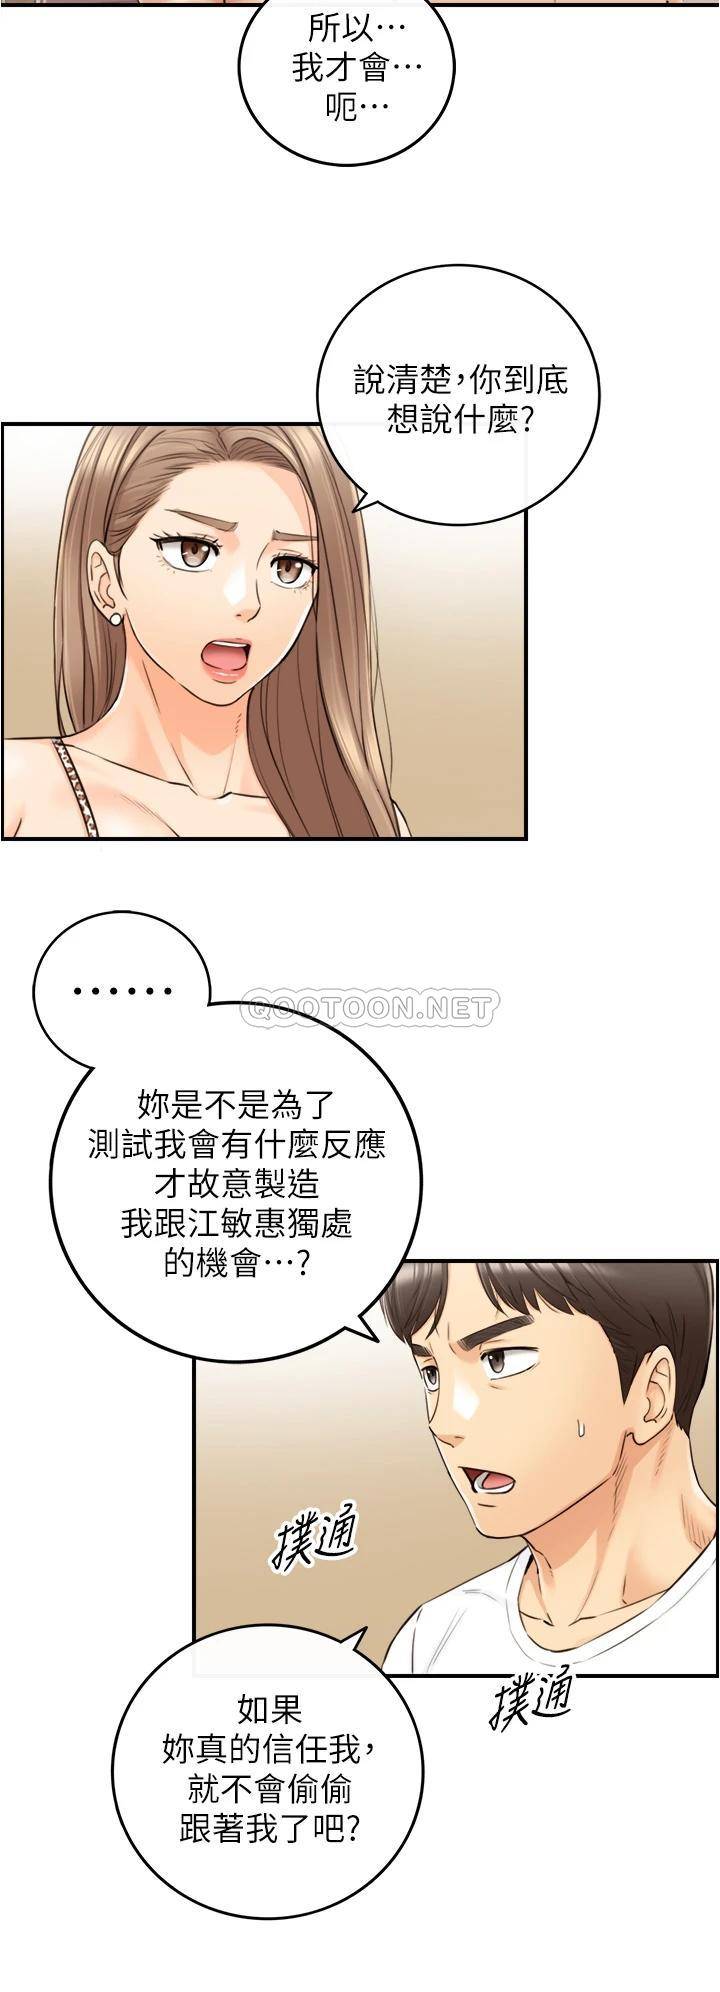 所以⋯
我才會⋯
呃⋯
說清楚,你到底
想說什麼?
⋯⋯
QOOTOON.NET
妳是不是為了
測試我會有什麼反應
才故意製造
我跟江敏惠獨處
的機會⋯?
撲通
撲通
如果
妳真的信任我,
就不會偷偷
跟著我了吧?